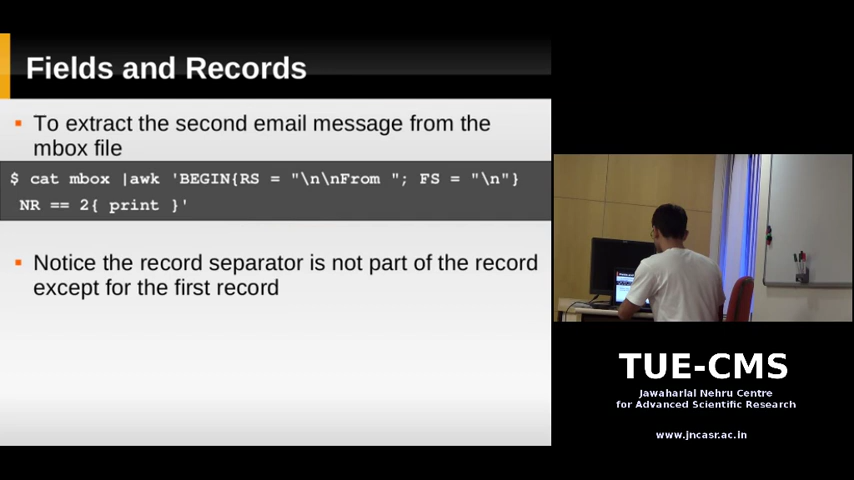 Fields and Records
▪ To extract the second email message from the
mbox file
$ cat mbox |awk 'BEGIN{RS = "\n\nFrom "; FS = "\n"}
NR == 2{ print }'
▪ Notice the record separator is not part of the record
except for the first record
TUE-CMS
Jawaharlal Nehru Centre
for Advanced Scientific Research
www.jncasr.ac.in